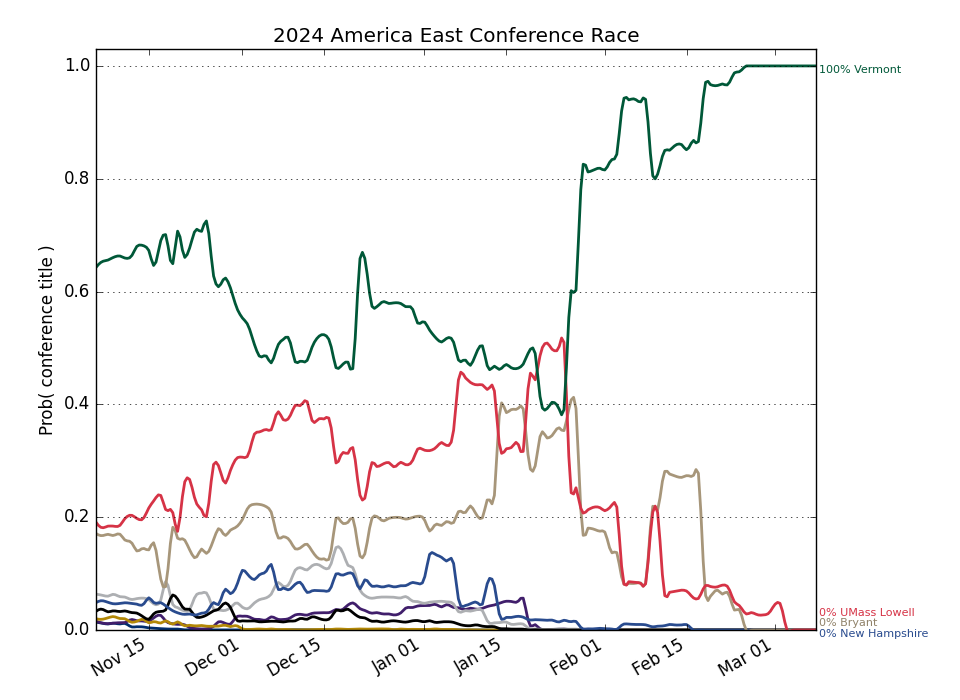 2024 America East Conference Race
Prob( conference title )
1.0
0.8
0.6
0.4
0.2
0.0
Nov 15
Dec 01
Dec 15
Jan 01
Jan 15
Feb 01
Feb 15
Mar 01
100% Vermont
0% UMass Lowell
0% Bryant
0% New Hampshire